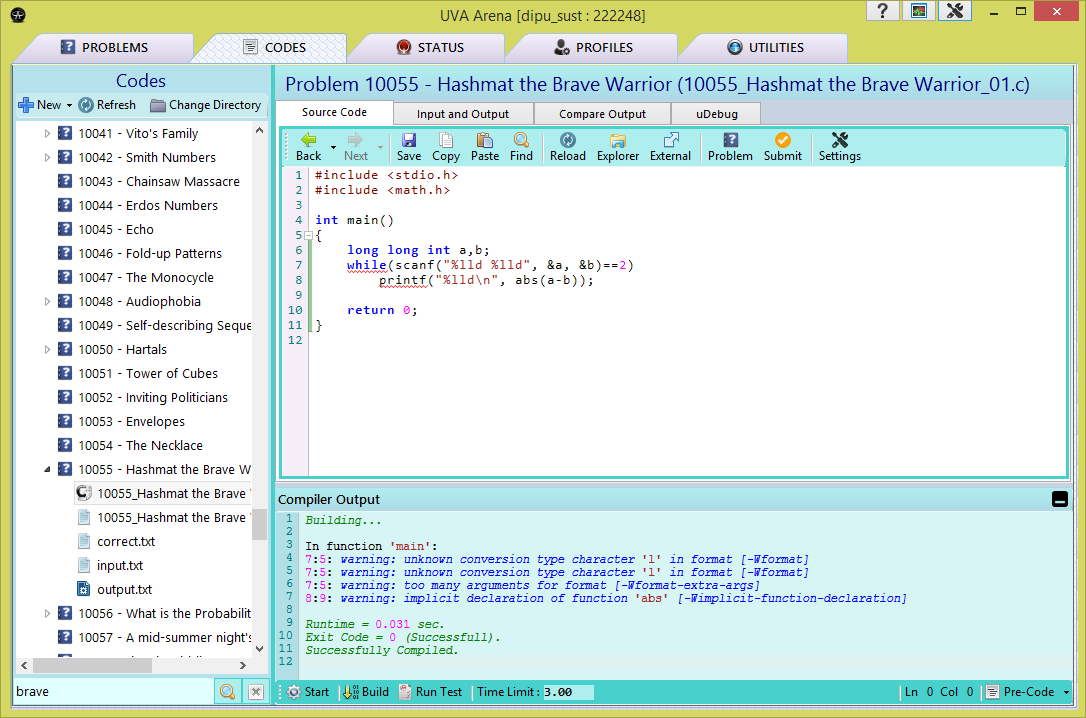 UVA Arena [dipu_sust : 222248]
PROBLEMS
CODES
STATUS
PROFILES
UTILITIES
Codes
New
Refresh
Change Directory
10041 - Vito's Family
10042 - Smith Numbers
10043 - Chainsaw Massacre
10044 - Erdos Numbers
10045 - Echo
10046 - Fold-up Patterns
10047 - The Monocycle
10048 - Audiophobia
10049 - Self-describing Seque
10050 - Hartals
10051 - Tower of Cubes
10052 - Inviting Politicians
10053 - Envelopes
10054 - The Necklace
10055 - Hashmat the Brave W
10055_Hashmat the Brave
10055_Hashmat the Brave
correct.txt
input.txt
output.txt
10056 - What is the Probabilit
10057 - A mid-summer night's
brave
Problem 10055 - Hashmat the Brave Warrior (10055_Hashmat the Brave Warrior_01.c)
Source Code
Input and Output
Compare Output
uDebug
Back
Next
Save
Copy
Paste
Find
Reload
Explorer
External
Problem
Submit
Settings
1 #include <stdio.h>
2 #include <math.h>
3
4 int main()
5 {
6 long long int a,b;
7 while(scanf("%lld %lld", &a, &b)==2)
8 printf("%lld\n", abs(a-b));
9
10 return 0;
11 }
12
Compiler Output
1 Building...
2
3 In function 'main':
4 7:5: warning: unknown conversion type character 'l' in format [-Wformat]
5 7:5: warning: unknown conversion type character 'l' in format [-Wformat]
6 7:5: warning: too many arguments for format [-Wformat-extra-args]
7 8:9: warning: implicit declaration of function 'abs' [-Wimplicit-function-declaration]
8
9 Runtime = 0.031 sec.
10 Exit Code = 0 (Successfull).
11 Successfully Compiled.
12
Start
Build
Run Test
Time Limit : 3.00
Ln 0 Col 0
Pre-Code